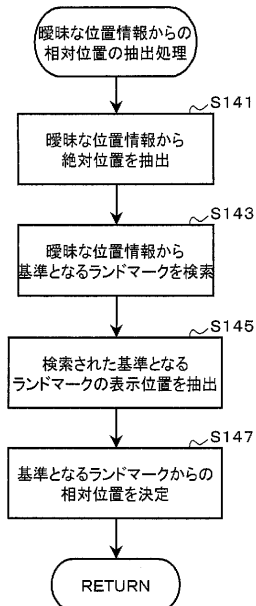 曖昧な位置情報からの
相対位置の抽出処理
S141
曖昧な位置情報から
絶対位置を抽出
S143
曖昧な位置情報から
基準となるランドマークを検索
S145
検索された基準となる
ランドマークの表示位置を抽出
S147
基準となるランドマークからの
相対位置を決定
RETURN